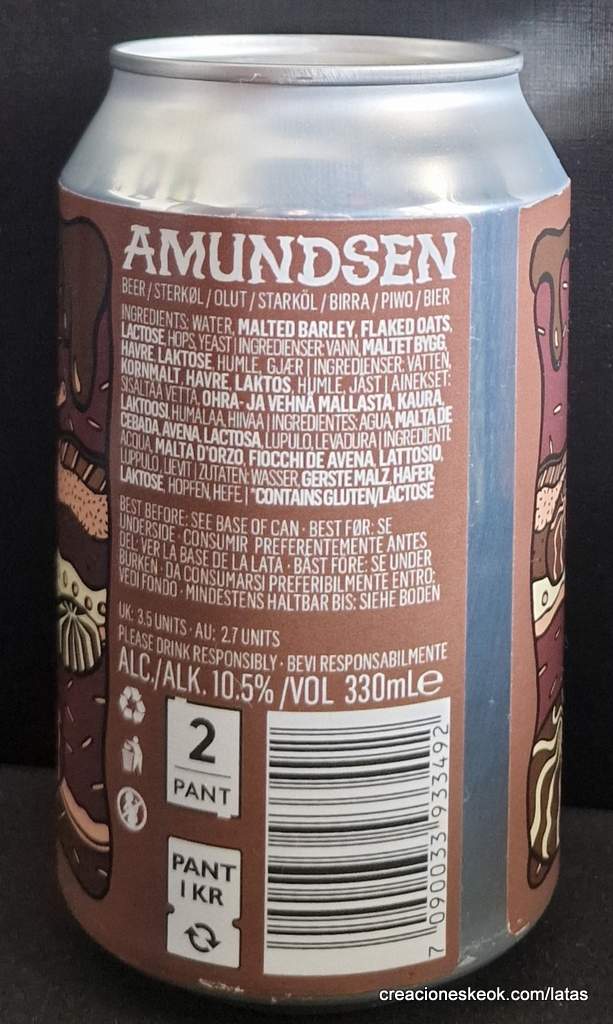 AMUNDSEN
BEER / STERKØL / OLUT / STARKÖL / BIRRA / PIWO / BIER
INGREDIENTS: WATER, MALTED BARLEY, FLAKED OATS,
LACTOSE, HOPS, YEAST | INGREDIENSER: VANN, MALTET BYGG,
HAVRE, LAKTOSE, HUMLE, GJÆR | INGREDIENSER: VATTEN,
KORNMALT, HAVRE, LAKTOS, HUMLE, JÄST | AINEKSET:
SISÄLTÄÄ VETTÄ, OHRA- JA VEHNÄ MALLASTA, KAURA,
LAKTOOSI, HUMALAA, HIIVAA | INGREDIENTES: AGUA, MALTA DE
CEBADA, AVENA, LACTOSA, LUPULO, LEVADURA | INGREDIENTI:
ACQUA, MALTA D'ORZO, FIOCCHI DE AVENA, LATTOSIO,
LUPPULO, LIEVIT | ZUTATEN: WASSER, GERSTE MALZ, HAFER,
LAKTOSE, HOPFEN, HEFE | *CONTAINS GLUTEN/LACTOSE
BEST BEFORE: SEE BASE OF CAN · BEST FØR: SE
UNDERSIDE · CONSUMIR PREFERENTEMENTE ANTES
DEL: VER LA BASE DE LA LATA · BÄST FÖRE: SE UNDER
BURKEN · DA CONSUMARSI PREFERIBILMENTE ENTRO:
VEDI FONDO · MINDESTENS HALTBAR BIS: SIEHE BODEN
UK: 3.5 UNITS · AU: 2.7 UNITS
PLEASE DRINK RESPONSIBLY · BEVI RESPONSABILMENTE
ALC./ALK. 10.5% /VOL 330mLe
2
PANT
PANT
1 KR
7 090033 933492
creacioneskeok.com/latas